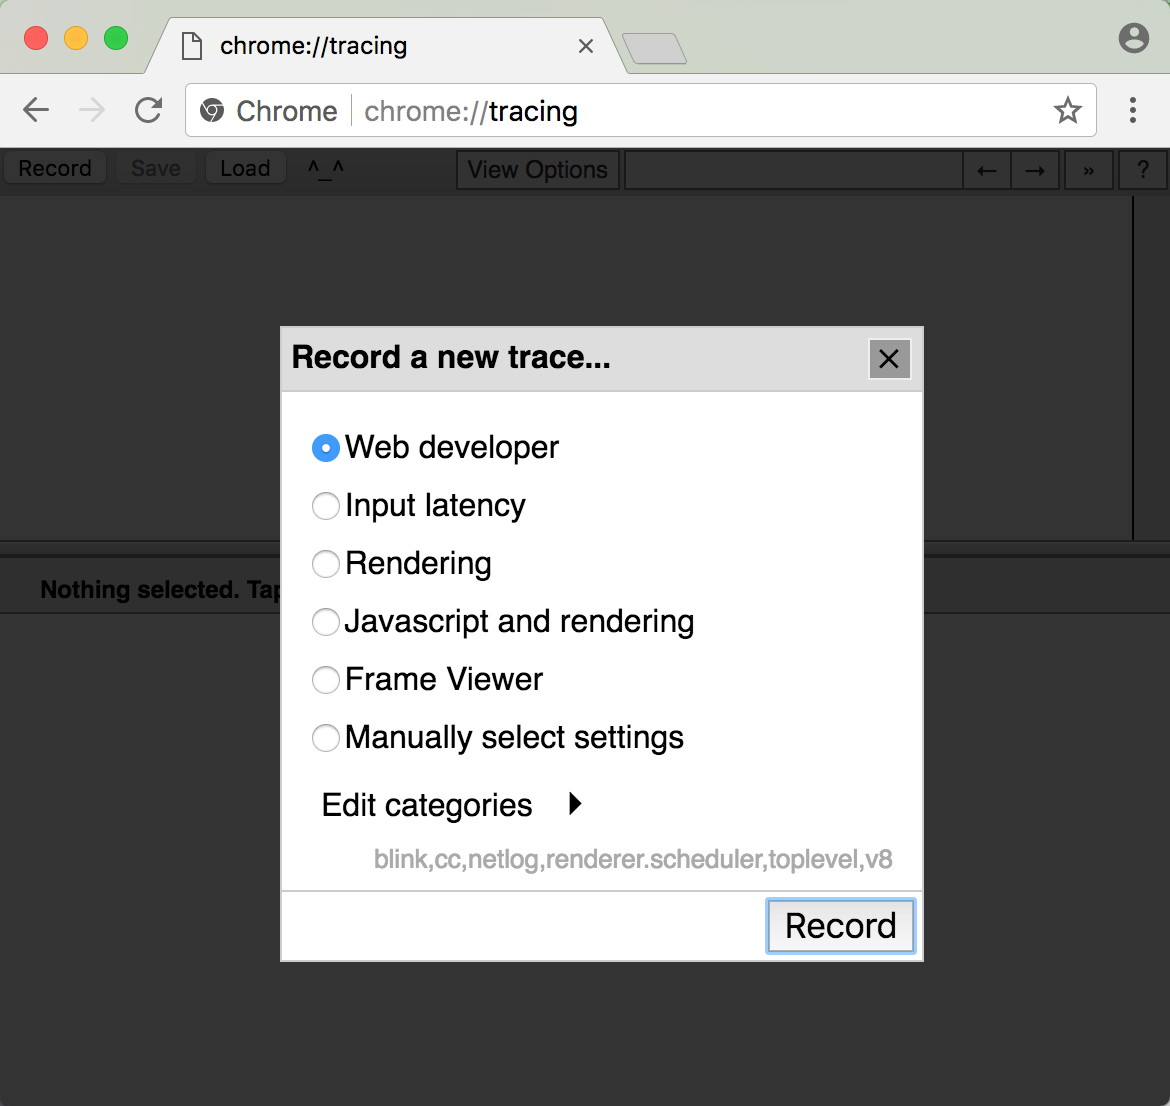 chrome://tracing
Chrome chrome://tracing
Record Save Load ^_^ View Options ← → » ?
Record a new trace...
Web developer
Input latency
Rendering
Nothing selected. Tap
Javascript and rendering
Frame Viewer
Manually select settings
Edit categories
blink,cc,netlog,renderer.scheduler,toplevel,v8
Record